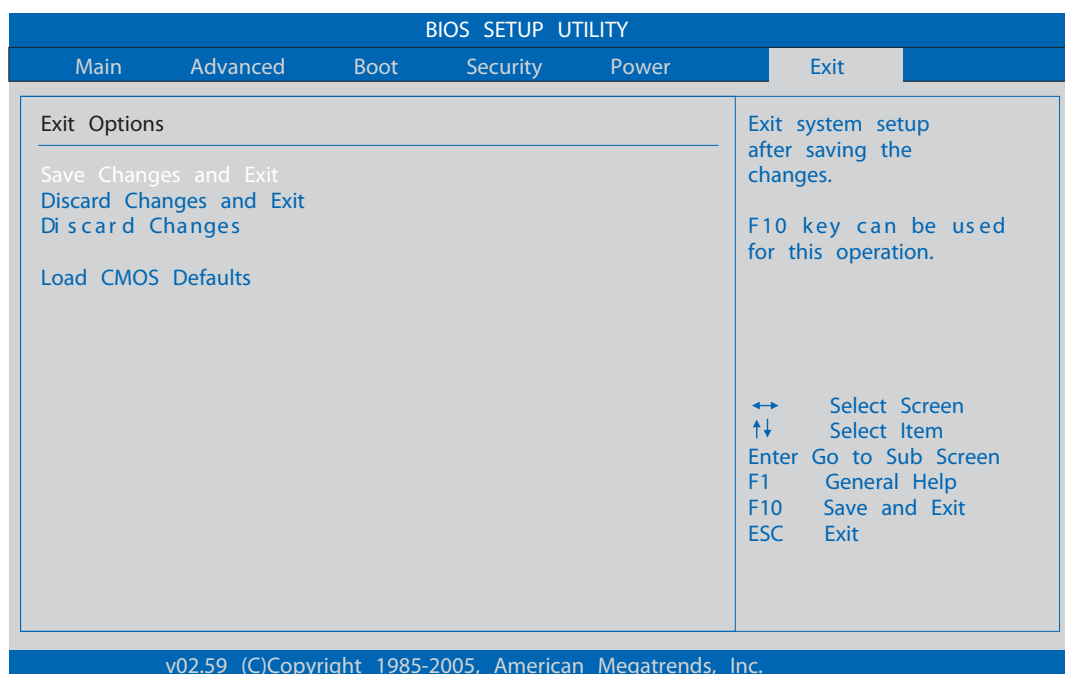 BIOS SETUP UTILITY
Main Advanced Boot Security Power Exit
Exit Options
Save Changes and Exit
Discard Changes and Exit
Discard Changes
Load CMOS Defaults
Exit system setup
after saving the
changes.
F10 key can be used
for this operation.
↔ Select Screen
↑↓ Select Item
Enter Go to Sub Screen
F1 General Help
F10 Save and Exit
ESC Exit
v02.59 (C)Copyright 1985-2005, American Megatrends, Inc.